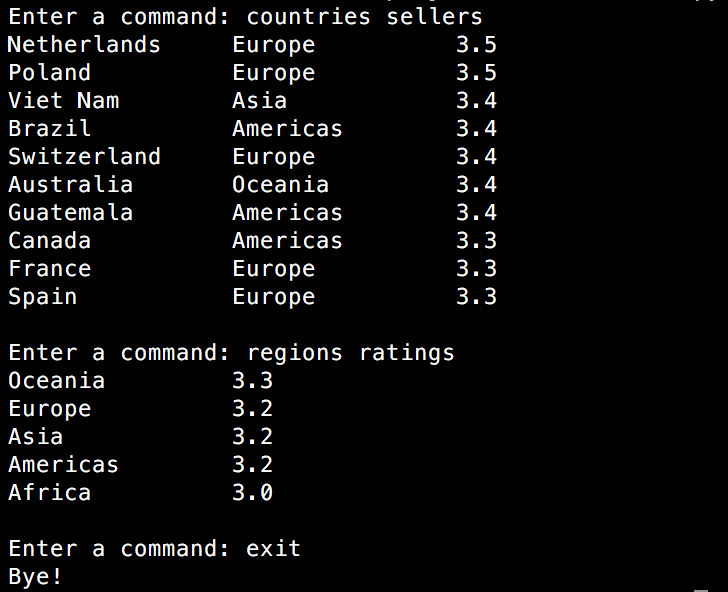 Enter a command: countries sellers
Netherlands     Europe          3.5
Poland          Europe          3.5
Viet Nam        Asia            3.4
Brazil          Americas        3.4
Switzerland     Europe          3.4
Australia       Oceania         3.4
Guatemala       Americas        3.4
Canada          Americas        3.3
France          Europe          3.3
Spain           Europe          3.3

Enter a command: regions ratings
Oceania         3.3
Europe          3.2
Asia            3.2
Americas        3.2
Africa          3.0

Enter a command: exit
Bye!